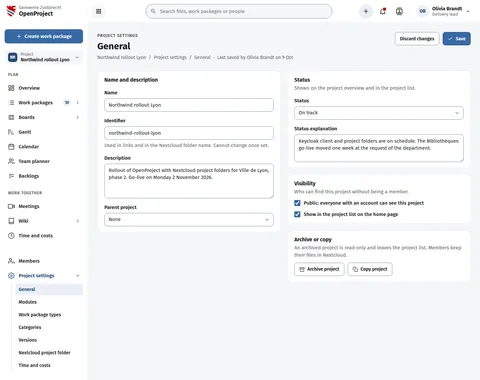 Gemeente Zuidbrecht
OpenProject
Search files, work packages or people
OB
Olivia Brandt
Delivery lead
Create work package
Project
Northwind rollout Lyon
PLAN
Overview
Work packages
Boards
Gantt
Calendar
Team planner
Backlogs
WORK TOGETHER
Meetings
Wiki
Time and costs
Members
Project settings
General
Modules
Work package types
Categories
Versions
Nextcloud project folder
Time and costs
PROJECT SETTINGS
General
Northwind rollout Lyon / Project settings / General · Last saved by Olivia Brandt on 9 Oct
Discard changes
Save
Name and description
Name
Northwind rollout Lyon
Identifier
northwind-rollout-lyon
Used in links and in the Nextcloud folder name. Cannot change once set.
Description
Rollout of OpenProject with Nextcloud project folders for Ville de Lyon,
phase 2. Go-live on Monday 2 November 2026.
Parent project
None
Status
Shown on the project overview and in the project list.
Status
On track
Status explanation
Keycloak client and project folders are on schedule. The Bibliothèques
go-live moved one week at the request of the department.
Visibility
Who can find this project without being a member.
Public: everyone with an account can see this project
Show in the project list on the home page
Archive or copy
An archived project is read only and leaves the project list. Members keep
their files in Nextcloud.
Archive project
Copy project